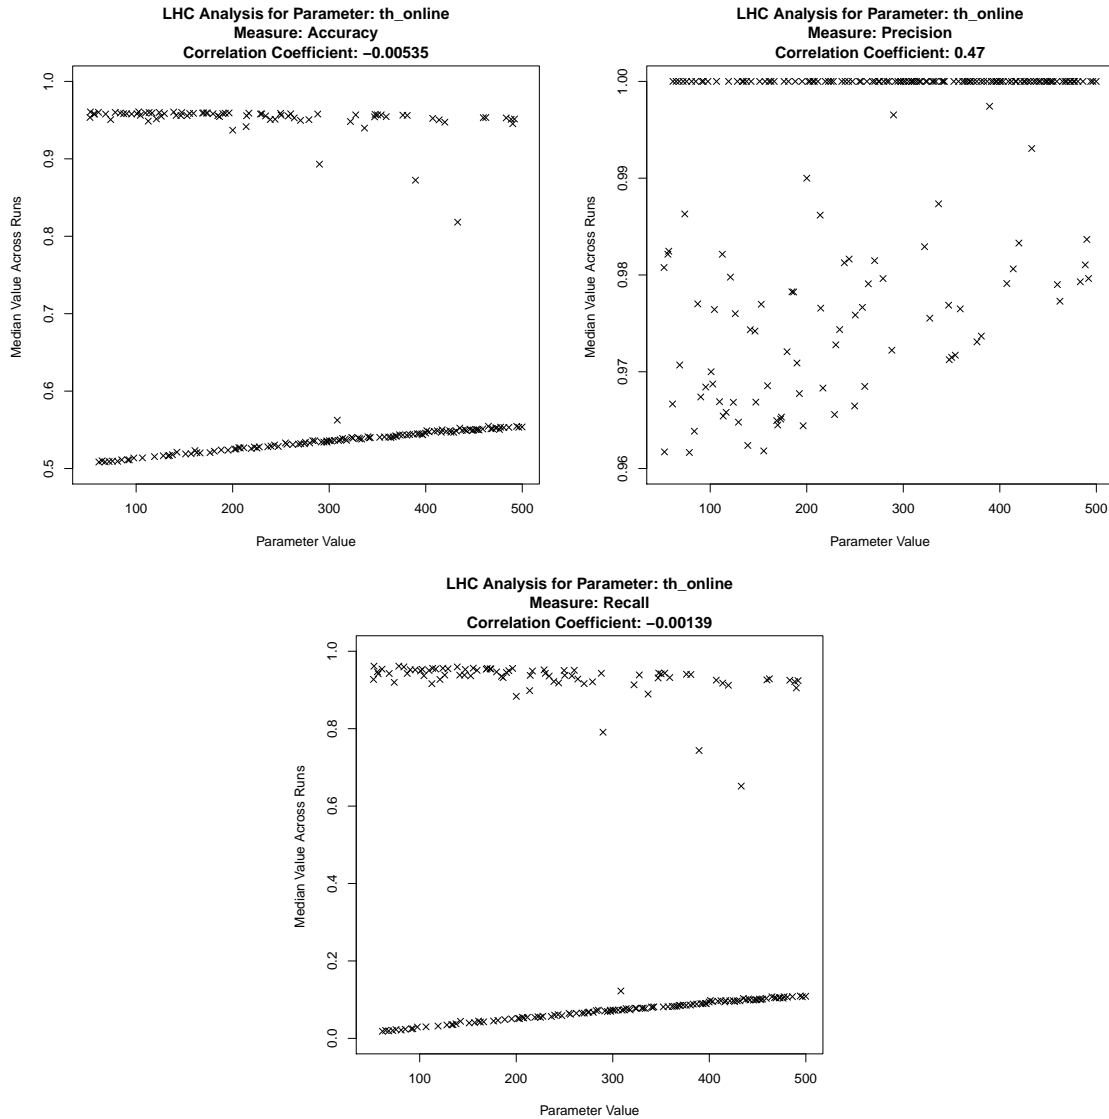 LHC Analysis for Parameter: th_online
Measure: Accuracy
Correlation Coefficient: −0.00535
Median Value Across Runs
1.0
0.9
0.8
0.7
0.6
0.5
100 200 300 400 500
Parameter Value
LHC Analysis for Parameter: th_online
Measure: Precision
Correlation Coefficient: 0.47
Median Value Across Runs
1.00
0.99
0.98
0.97
0.96
100 200 300 400 500
Parameter Value
LHC Analysis for Parameter: th_online
Measure: Recall
Correlation Coefficient: −0.00139
Median Value Across Runs
1.0
0.8
0.6
0.4
0.2
0.0
100 200 300 400 500
Parameter Value